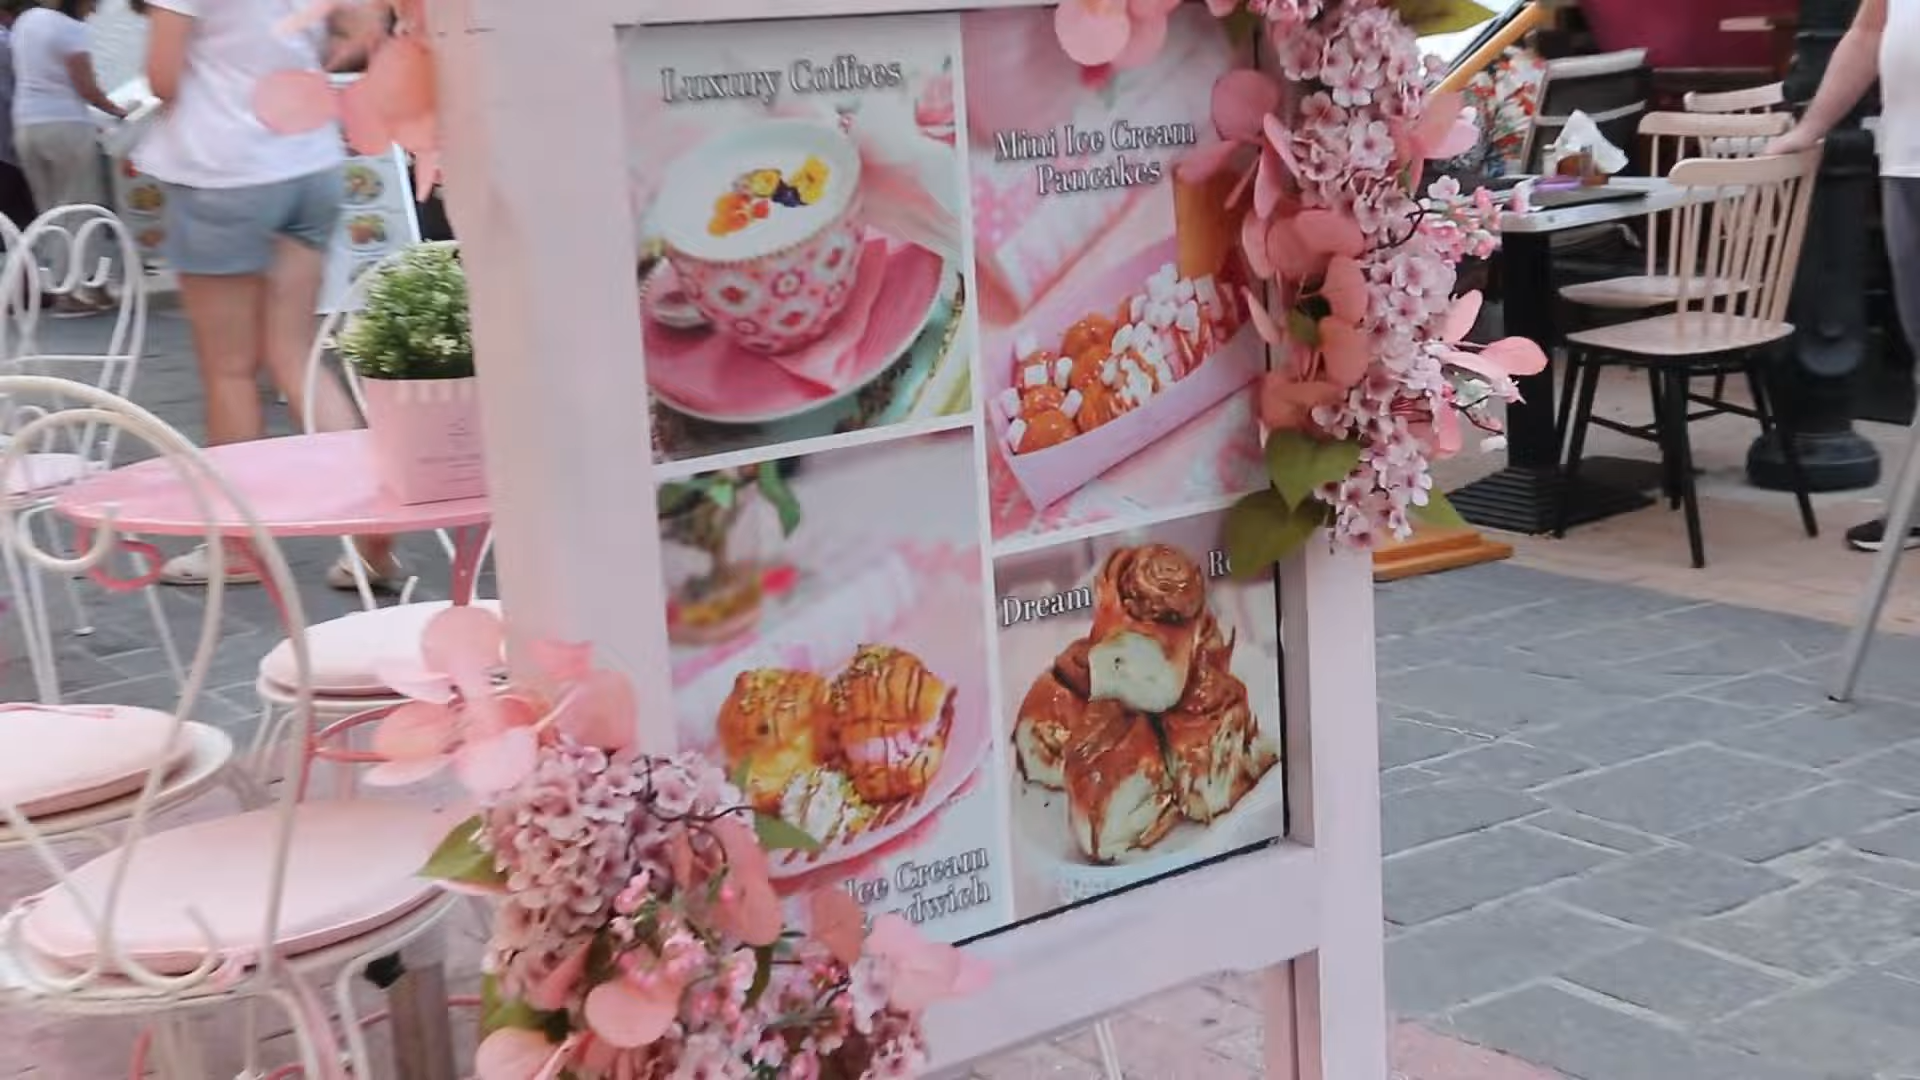 Luxury Coffees
Mini Ice Cream
Pancakes
Dream
Ice Cream